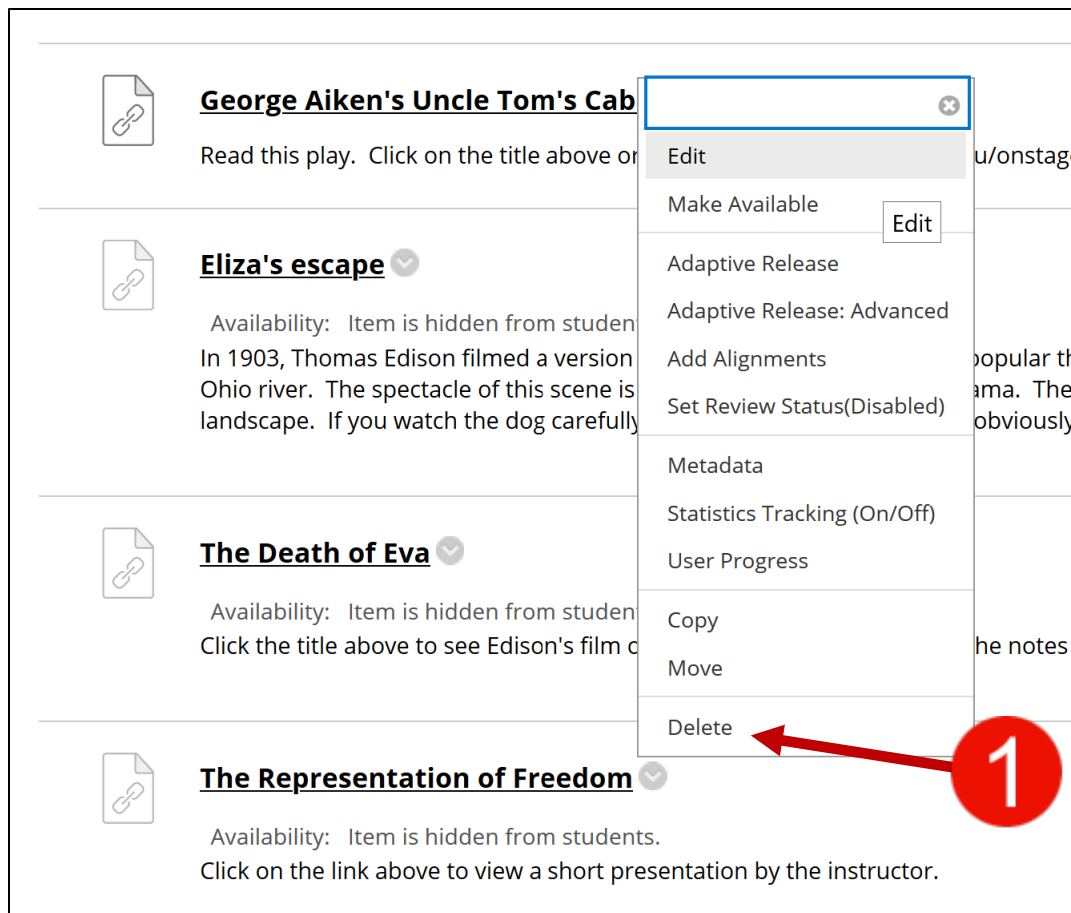 George Aiken's Uncle Tom's Cab
Read this play.  Click on the title above or
u/onstage
Eliza's escape
Availability:   Item is hidden from studen
In 1903, Thomas Edison filmed a version
popular th
Ohio river.  The spectacle of this scene is
ama.  The
landscape.  If you watch the dog carefully
obviously
The Death of Eva
Availability:   Item is hidden from studen
Click the title above to see Edison's film o
he notes
The Representation of Freedom
Availability:   Item is hidden from students.
Click on the link above to view a short presentation by the instructor.
Edit
Make Available
Edit
Adaptive Release
Adaptive Release: Advanced
Add Alignments
Set Review Status(Disabled)
Metadata
Statistics Tracking (On/Off)
User Progress
Copy
Move
Delete
1